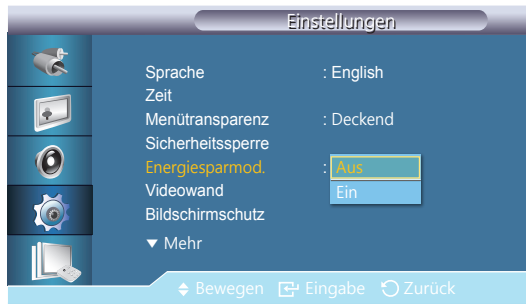 Einstellungen
Sprache : English
Zeit
Menütransparenz : Deckend
Sicherheitssperre
Energiesparmod. : Aus
Ein
Videowand
Bildschirmschutz
▼ Mehr
Bewegen Eingabe Zurück